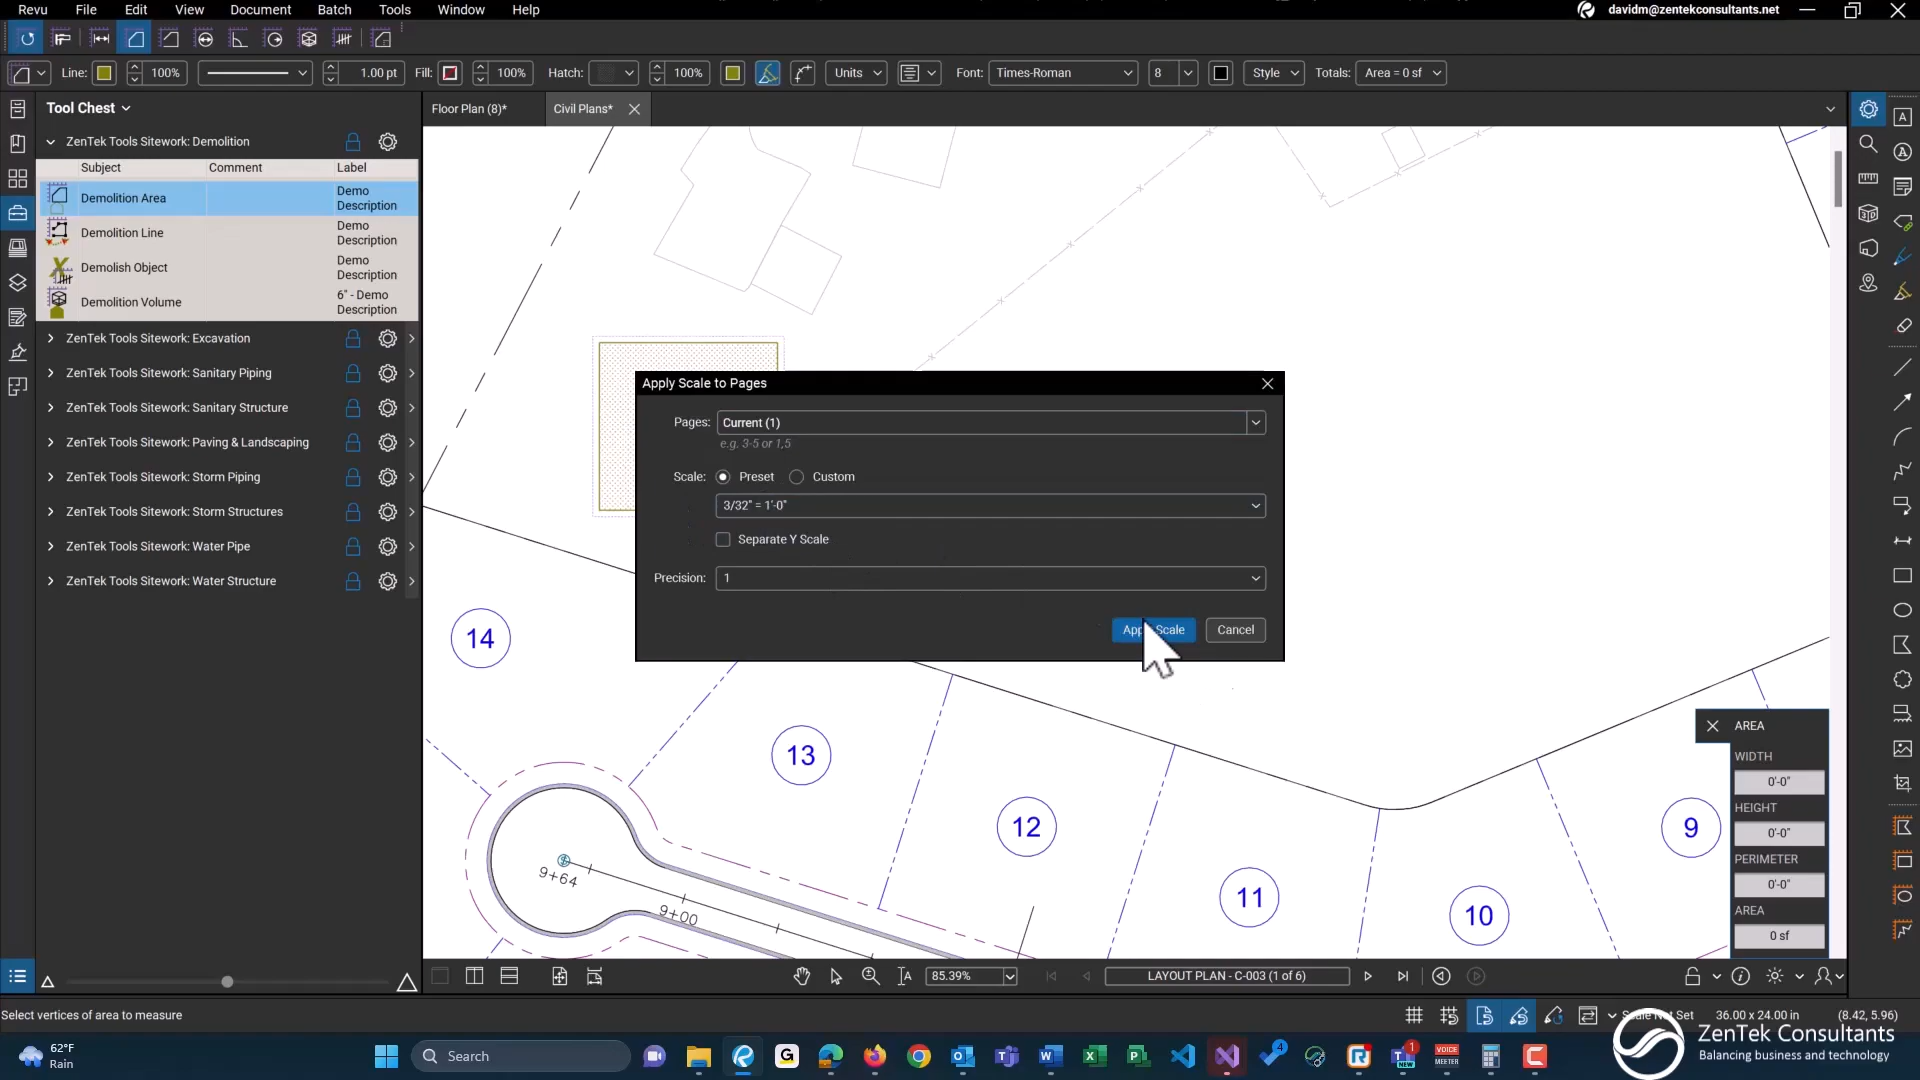 Revu File Edit View Document Batch Tools Window Help davidm@zentekconsultants.net
Line: 100% 1.00 pt Fill: 100% Hatch: 100% Units Font: Times-Roman 8 Style Totals: Area = 0 sf
Tool Chest
Floor Plan (8)* Civil Plans*
ZenTek Tools Sitework: Demolition
Subject Comment Label
Demolition Area Demo Description
Demolition Line Demo Description
Demolish Object Demo Description
Demolition Volume 6" - Demo Description
ZenTek Tools Sitework: Excavation
ZenTek Tools Sitework: Sanitary Piping
ZenTek Tools Sitework: Sanitary Structure
ZenTek Tools Sitework: Paving & Landscaping
ZenTek Tools Sitework: Storm Piping
ZenTek Tools Sitework: Storm Structures
ZenTek Tools Sitework: Water Pipe
ZenTek Tools Sitework: Water Structure
Apply Scale to Pages
Pages: Current (1)
e.g. 3-5 or 1,5
Scale: Preset Custom
3/32" = 1'-0"
Separate Y Scale
Precision: 1
Apply Scale Cancel
14
13
12
11
10
9
9+64
9+00
AREA
WIDTH
0'-0"
HEIGHT
0'-0"
PERIMETER
0'-0"
AREA
0 sf
85.39% LAYOUT PLAN - C-003 (1 of 6)
Select vertices of area to measure
Scale Not Set 36.00 x 24.00 in (8.42, 5.96)
62°F
Rain
Search
4
1
NEW
VOICE
MEETER
ZenTek Consultants
Balancing business and technology